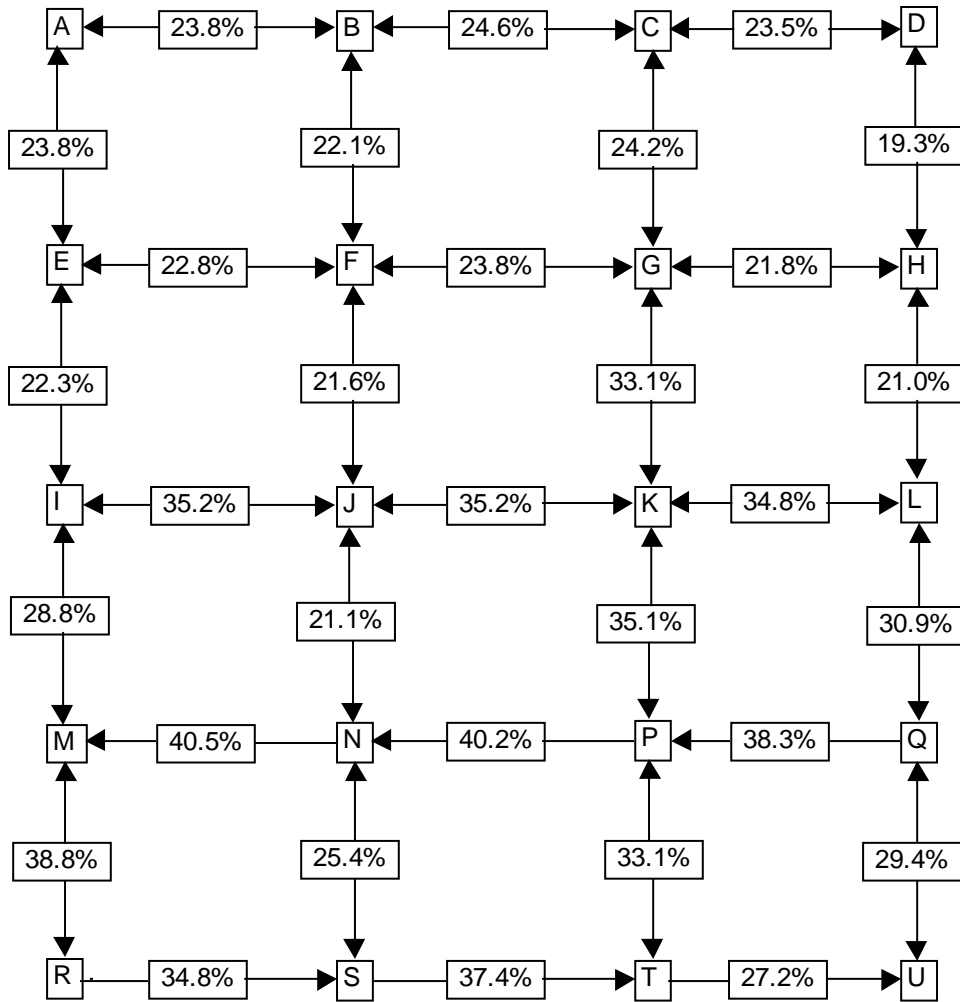 A 23.8% B 24.6% C 23.5% D
23.8% 22.1% 24.2% 19.3%
E 22.8% F 23.8% G 21.8% H
22.3% 21.6% 33.1% 21.0%
I 35.2% J 35.2% K 34.8% L
28.8% 21.1% 35.1% 30.9%
M 40.5% N 40.2% P 38.3% Q
38.8% 25.4% 33.1% 29.4%
R 34.8% S 37.4% T 27.2% U